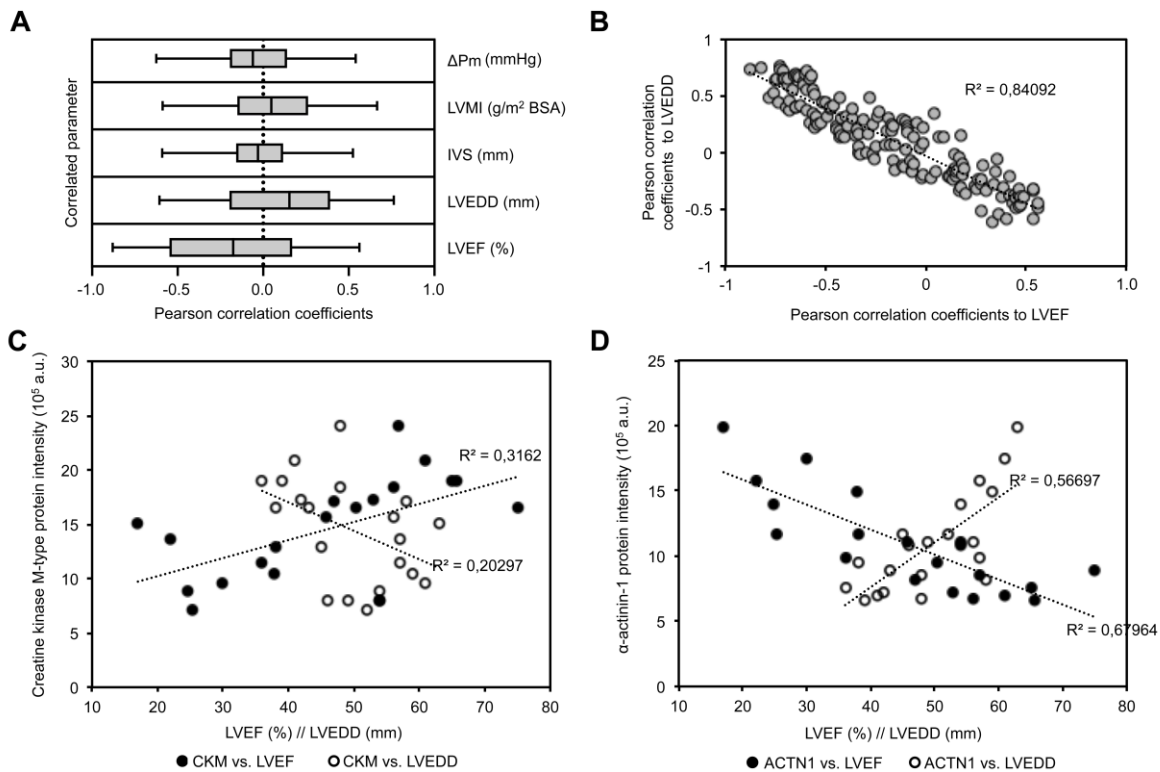 A
Correlated parameter
ΔPm (mmHg)
LVMI (g/m² BSA)
IVS (mm)
LVEDD (mm)
LVEF (%)
-1.0 -0.5 0.0 0.5 1.0
Pearson correlation coefficients
B
Pearson correlation
coefficients to LVEDD
1
0.5
0
-0.5
-1
R² = 0,84092
-1 -0.5 0 0.5 1.0
Pearson correlation coefficients to LVEF
C
Creatine kinase M-type protein intensity (10⁵ a.u.)
30
25
20
15
10
5
0
R² = 0,3162
R² = 0,20297
10 20 30 40 50 60 70 80
LVEF (%) // LVEDD (mm)
CKM vs. LVEF CKM vs. LVEDD
D
α-actinin-1 protein intensity (10⁵ a.u.)
25
20
15
10
5
0
R² = 0,56697
R² = 0,67964
10 20 30 40 50 60 70 80
LVEF (%) // LVEDD (mm)
ACTN1 vs. LVEF ACTN1 vs. LVEDD